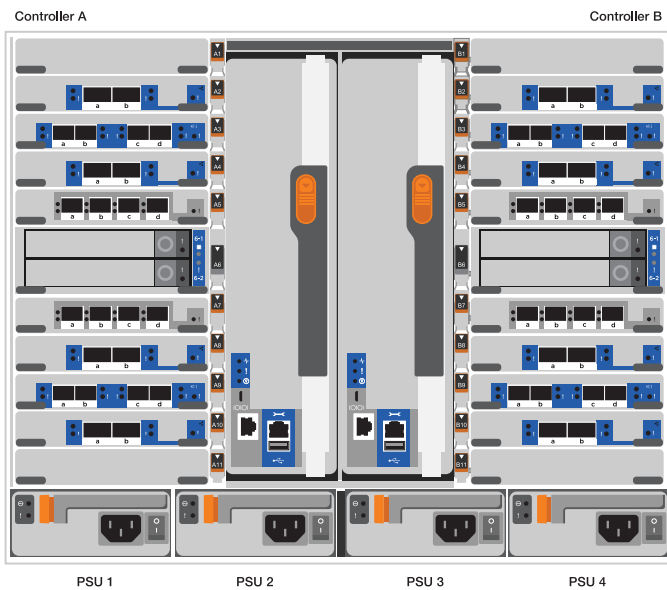 Controller A Controller B
A1 B1
A2 B2
a b a b
A3 B3
a b c d a b c d
A4 B4
a b a b
A5 B5
a b c d a b c d
6-1 6-1
A6 B6
6-2 6-2
A7 B7
a b c d a b c d
A8 B8
a b a b
A9 B9
a b c d a b c d
IOIOI IOIOI
A10 B10
a b a b
A11 B11
PSU 1 PSU 2 PSU 3 PSU 4